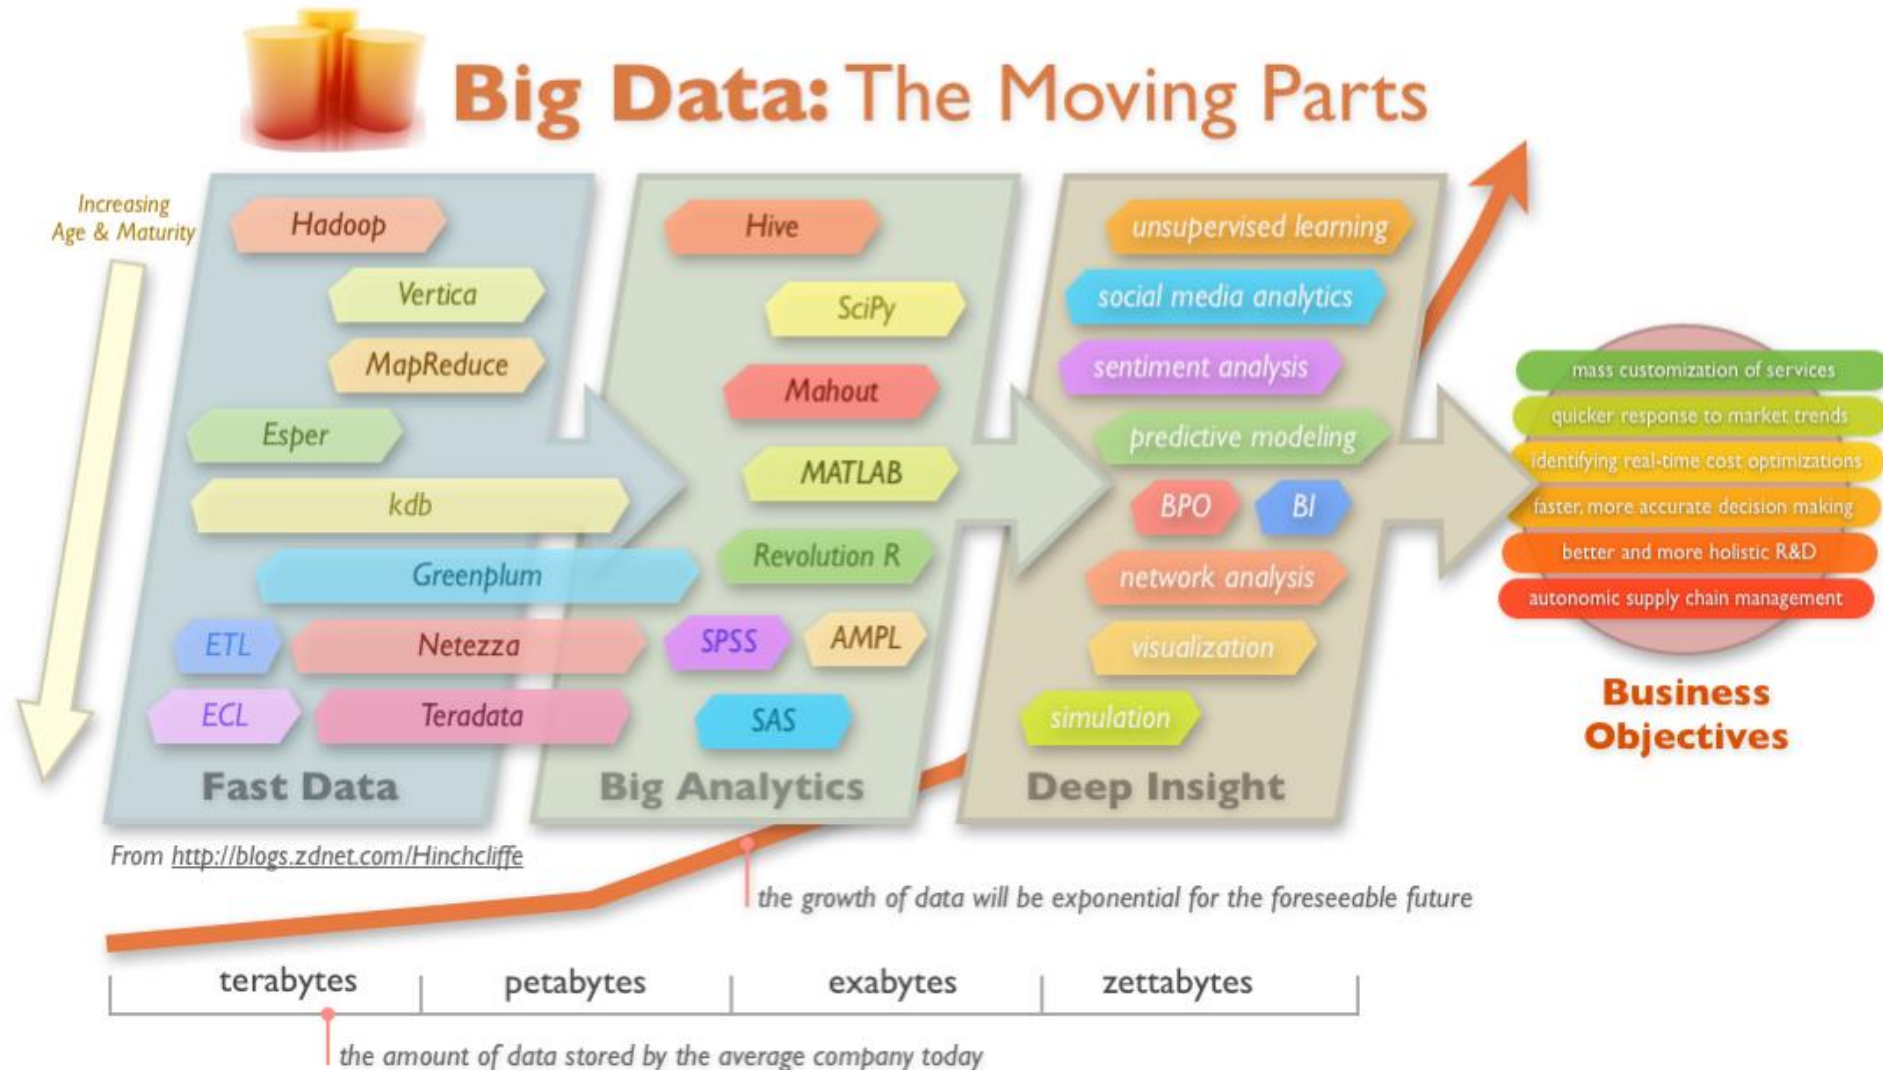 Big Data: The Moving Parts
Increasing
Age & Maturity
Hadoop
Vertica
MapReduce
Esper
kdb
Greenplum
ETL
Netezza
ECL
Teradata
Fast Data
Hive
SciPy
Mahout
MATLAB
Revolution R
SPSS
AMPL
SAS
Big Analytics
unsupervised learning
social media analytics
sentiment analysis
predictive modeling
BPO
BI
network analysis
visualization
simulation
Deep Insight
mass customization of services
quicker response to market trends
identifying real-time cost optimizations
faster, more accurate decision making
better and more holistic R&D
autonomic supply chain management
Business
Objectives
From http://blogs.zdnet.com/Hinchcliffe
the growth of data will be exponential for the foreseeable future
terabytes
petabytes
exabytes
zettabytes
the amount of data stored by the average company today